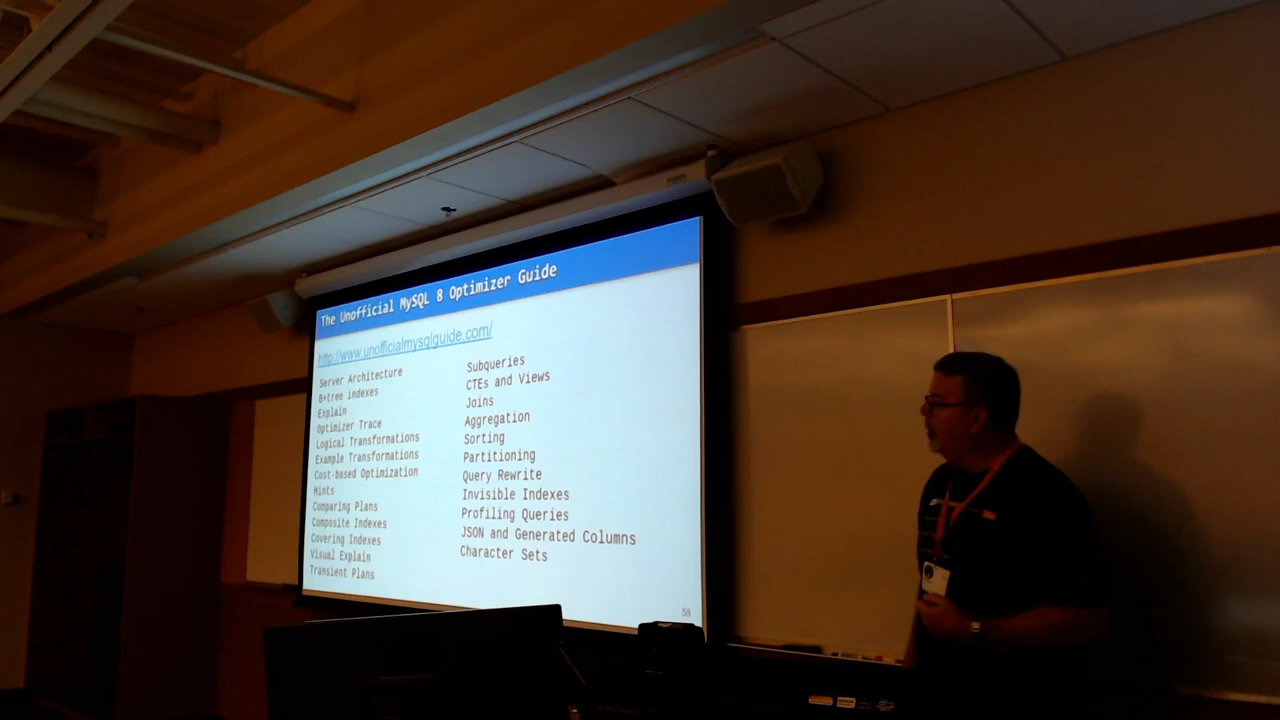 The Unofficial MySQL 8 Optimizer Guide
http://www.unofficialmysqlguide.com/
Server Architecture
B+tree indexes
Explain
Optimizer Trace
Logical Transformations
Example Transformations
Cost-based Optimization
Hints
Comparing Plans
Composite Indexes
Covering Indexes
Visual Explain
Transient Plans
Subqueries
CTEs and Views
Joins
Aggregation
Sorting
Partitioning
Query Rewrite
Invisible Indexes
Profiling Queries
JSON and Generated Columns
Character Sets
58